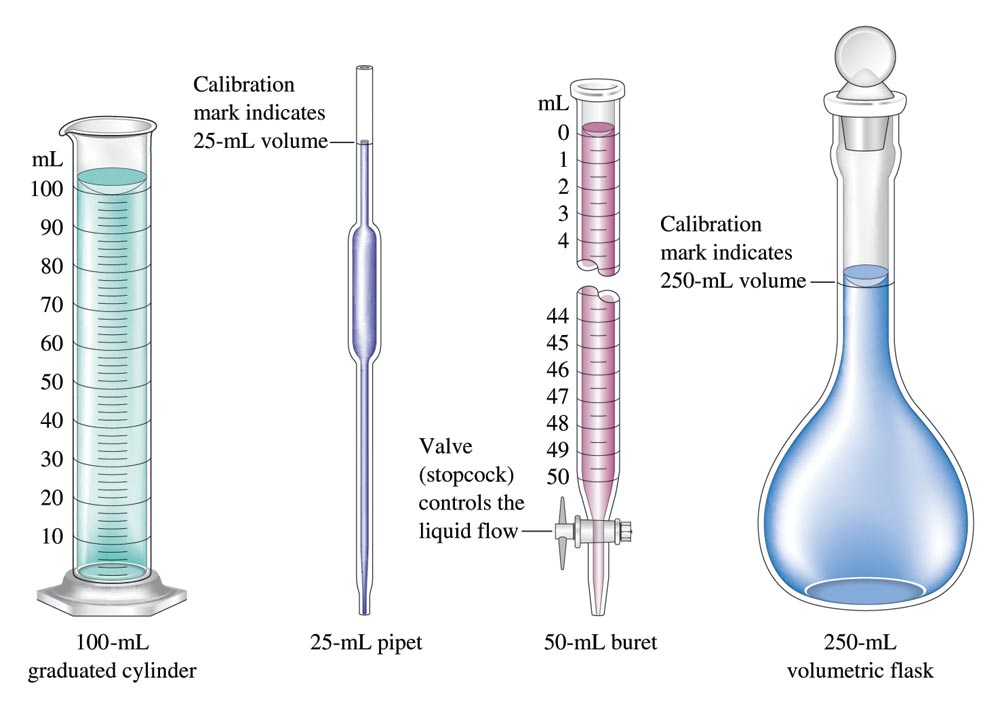 Calibration
mark indicates
25-mL volume
mL
100
90
80
70
60
50
40
30
20
10
mL
0
1
2
3
4
44
45
46
47
48
49
50
Valve
(stopcock)
controls the
liquid flow
Calibration
mark indicates
250-mL volume
100-mL
graduated cylinder
25-mL pipet
50-mL buret
250-mL
volumetric flask